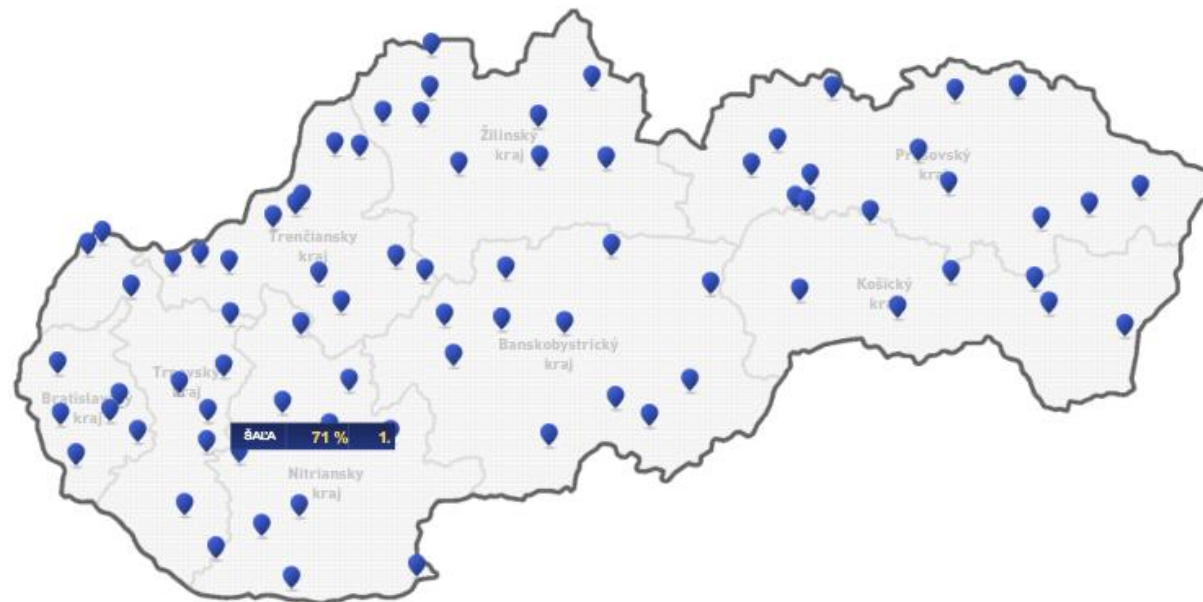 Žilinský
kraj
Prešovský
kraj
Trenčiansky
kraj
Košický
kraj
Banskobystrický
kraj
Trnavský
kraj
Bratislavský
kraj
ŠAĽA 71 % 1.
Nitriansky
kraj